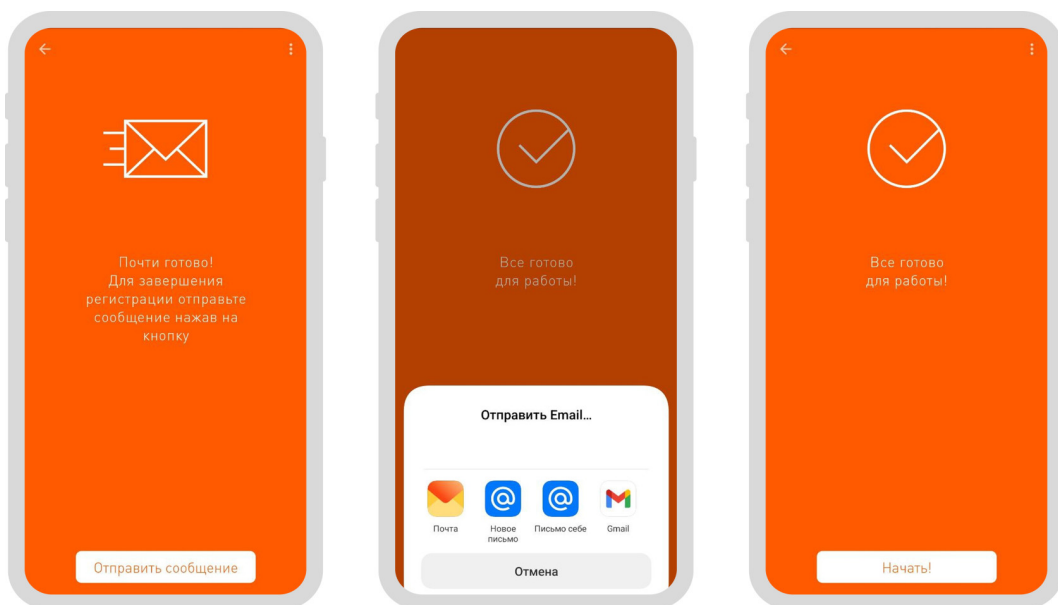 Почти готово!
Для завершения
регистрации отправьте
сообщение нажав на
кнопку
Отправить сообщение
Все готово
для работы!
Отправить Email...
Почта
Новое
письмо
Письмо себе
Gmail
Отмена
Все готово
для работы!
Начать!